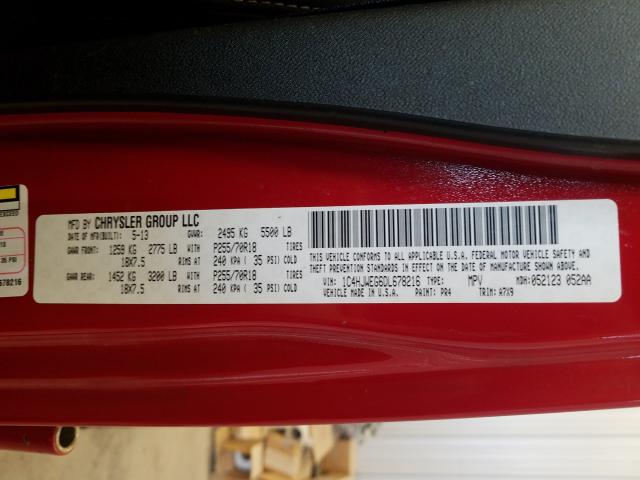 MFD BY CHRYSLER GROUP LLC
DATE OF MFR(BUILT): 5-13 GVWR: 2495 KG 5500 LB
GAWR FRONT: 1259 KG 2775 LB WITH P255/70R18 TIRES
18X7.5 RIMS AT 240 KPA ( 35 PSI) COLD
GAWR REAR: 1452 KG 3200 LB WITH P255/70R18 TIRES
18X7.5 RIMS AT 240 KPA ( 35 PSI) COLD
THIS VEHICLE CONFORMS TO ALL APPLICABLE U.S.A. FEDERAL MOTOR VEHICLE SAFETY AND
THEFT PREVENTION STANDARDS IN EFFECT ON THE DATE OF MANUFACTURE SHOWN ABOVE.
VIN: 1C4HJWEG6DL678216 TYPE: MPV MDH: 052123 052AA
VEHICLE MADE IN U.S.A. PAINT: PR4 TRIM: A7X9
35 PSI
678216